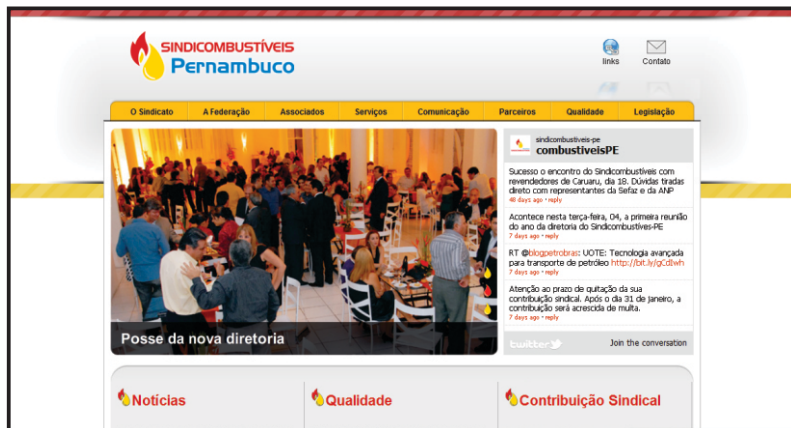 SINDICOMBUSTÍVEIS
Pernambuco
links
Contato
O Sindicato
A Federação
Associados
Serviços
Comunicação
Parceiros
Qualidade
Legislação
Posse da nova diretoria
sindicombustiveis-pe
combustiveisPE
Sucesso o encontro do Sindicombustíveis com
revendedores de Caruaru, dia 18. Dúvidas tiradas
direto com representantes da Sefaz e da ANP
48 days ago • reply
Acontece nesta terça-feira, 04, a primeira reunião
do ano da diretoria do Sindicombustíves-PE
7 days ago • reply
RT @blogpetrobras: UOTE: Tecnologia avançada
para transporte de petróleo http://bit.ly/gCdIwh
7 days ago • reply
Atenção ao prazo de quitação da sua
contribuição sindical. Após o dia 31 de janeiro, a
contribuição será acrescida de multa.
7 days ago • reply
twitter
Join the conversation
Notícias
Qualidade
Contribuição Sindical